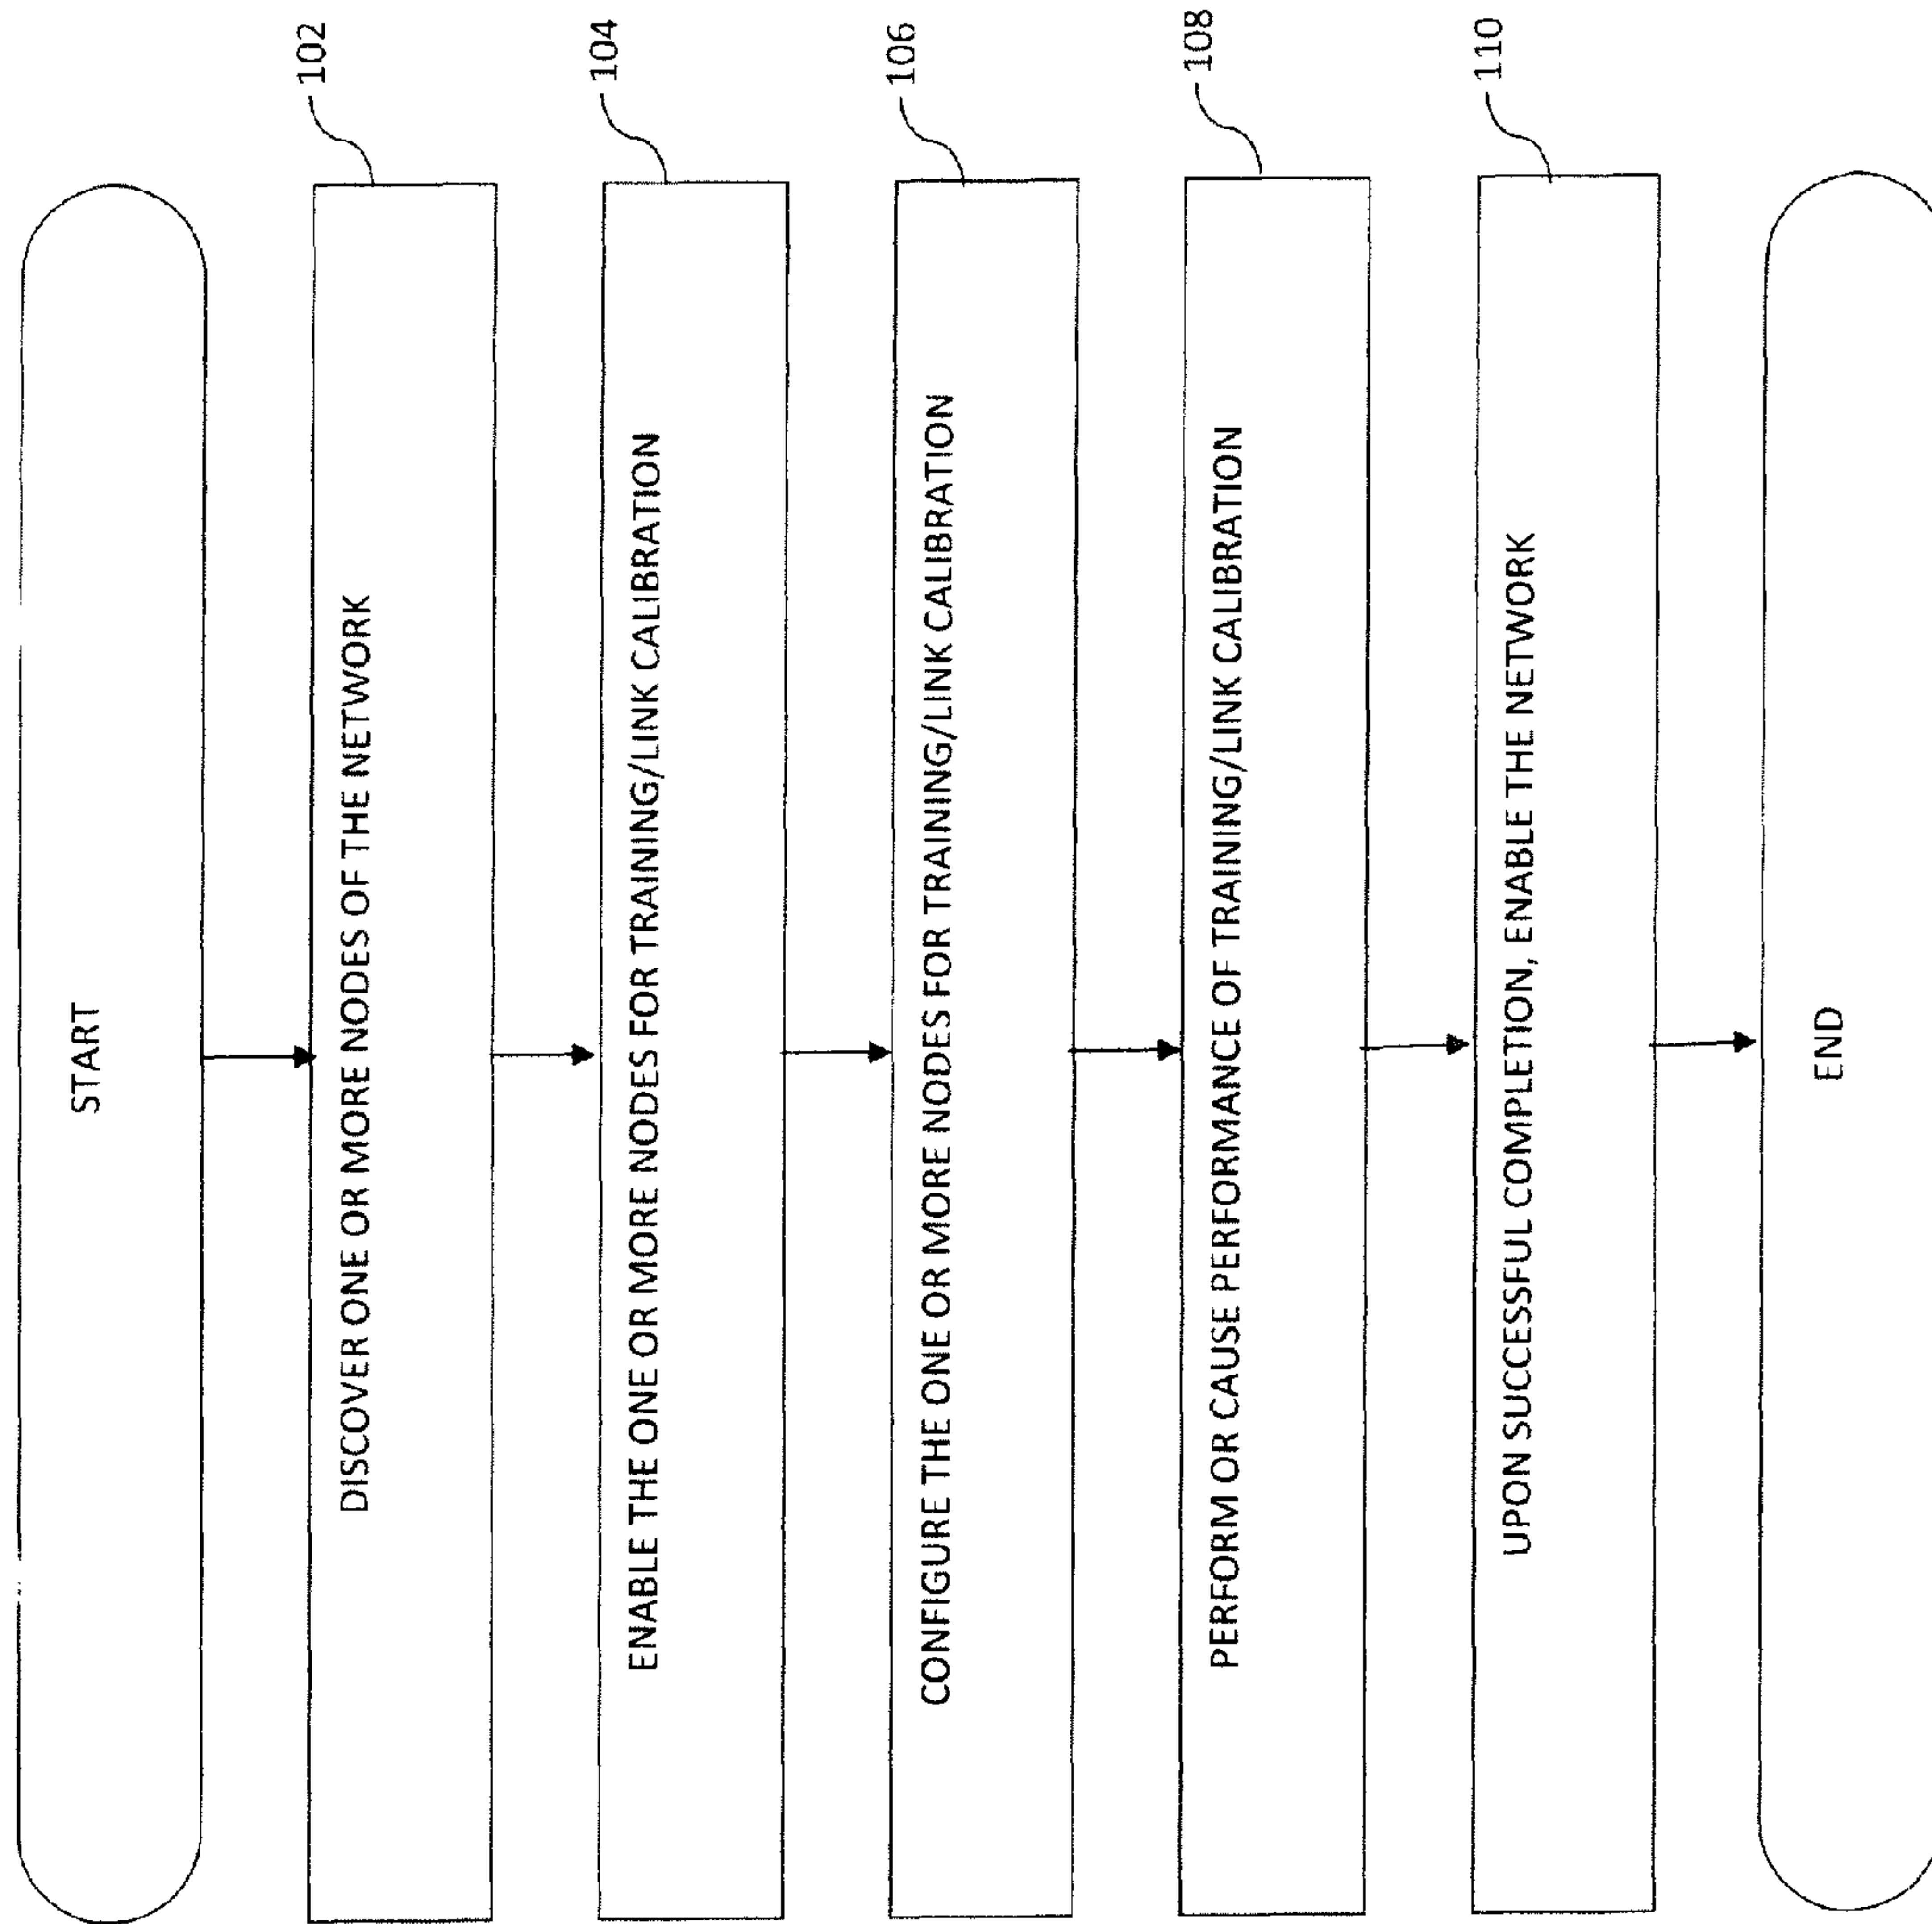 START
102
DISCOVER ONE OR MORE NODES OF THE NETWORK
104
ENABLE THE ONE OR MORE NODES FOR TRAINING/LINK CALIBRATION
106
CONFIGURE THE ONE OR MORE NODES FOR TRAINING/LINK CALIBRATION
108
PERFORM OR CAUSE PERFORMANCE OF TRAINING/LINK CALIBRATION
110
UPON SUCCESSFUL COMPLETION, ENABLE THE NETWORK
END